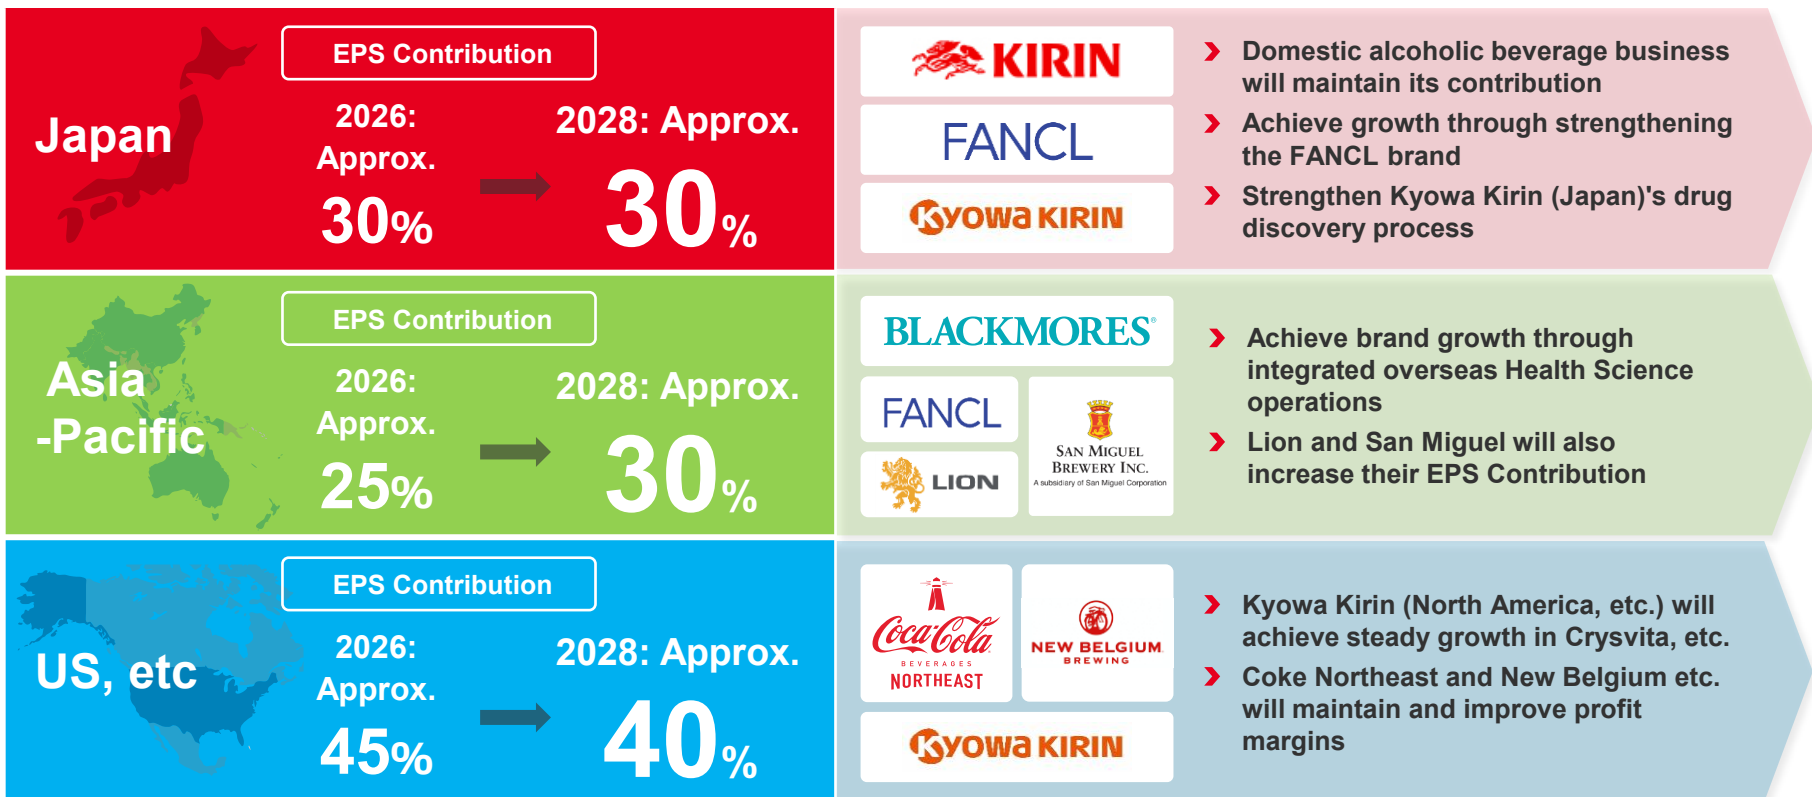 Japan
EPS Contribution
2026:
Approx.
30%
2028: Approx.
30%
KIRIN
FANCL
KYOWA KIRIN
Domestic alcoholic beverage business
will maintain its contribution
Achieve growth through strengthening
the FANCL brand
Strengthen Kyowa Kirin (Japan)'s drug
discovery process
Asia
-Pacific
EPS Contribution
2026:
Approx.
25%
2028: Approx.
30%
BLACKMORES®
FANCL
LION
SAN MIGUEL
BREWERY INC.
A subsidiary of San Miguel Corporation
Achieve brand growth through
integrated overseas Health Science
operations
Lion and San Miguel will also
increase their EPS Contribution
US, etc
EPS Contribution
2026:
Approx.
45%
2028: Approx.
40%
Coca-Cola
BEVERAGES
NORTHEAST
NEW BELGIUM
BREWING
KYOWA KIRIN
Kyowa Kirin (North America, etc.) will
achieve steady growth in Crysvita, etc.
Coke Northeast and New Belgium etc.
will maintain and improve profit
margins